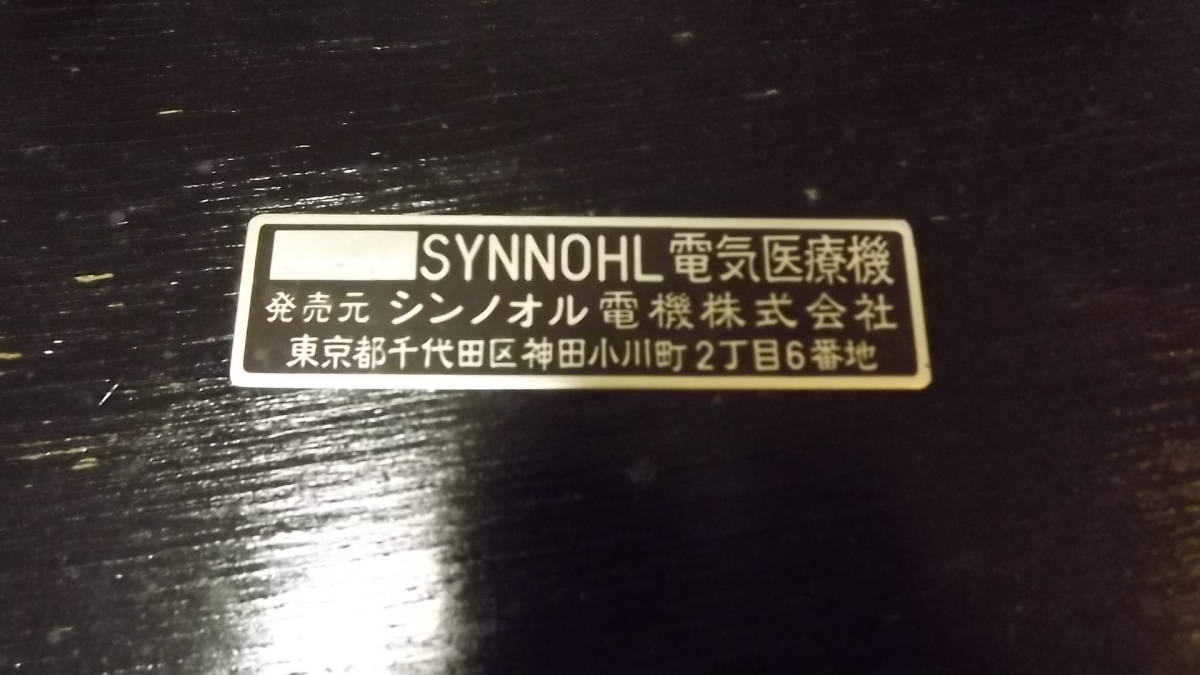 SYNNOHL 電気医療機
発売元 シンノオル 電機株式会社
東京都千代田区神田小川町2丁目6番地